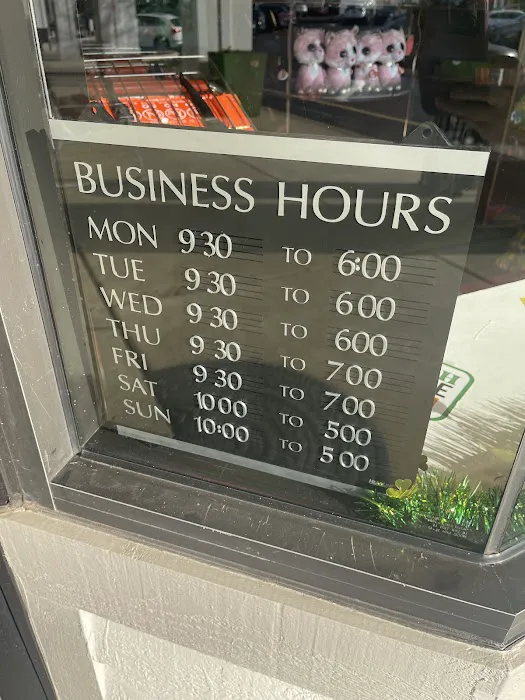 BUSINESS HOURS
MON 9 30 TO 6:00
TUE 9 30 TO 6 00
WED 9 30 TO 6 00
THU 9 30 TO 7 00
FRI 9 30 TO 7 00
SAT 10 00 TO 5 00
SUN 10:00 TO 5 00